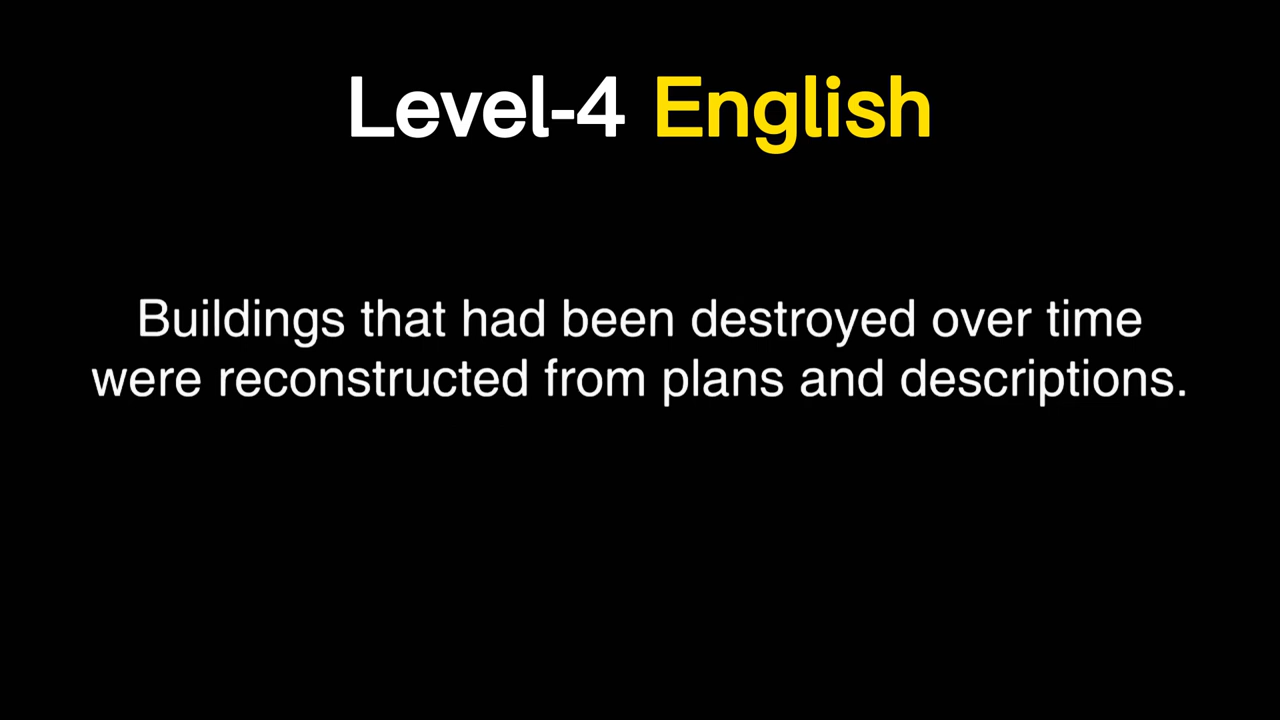 Level-4 English
Buildings that had been destroyed over time
were reconstructed from plans and descriptions.